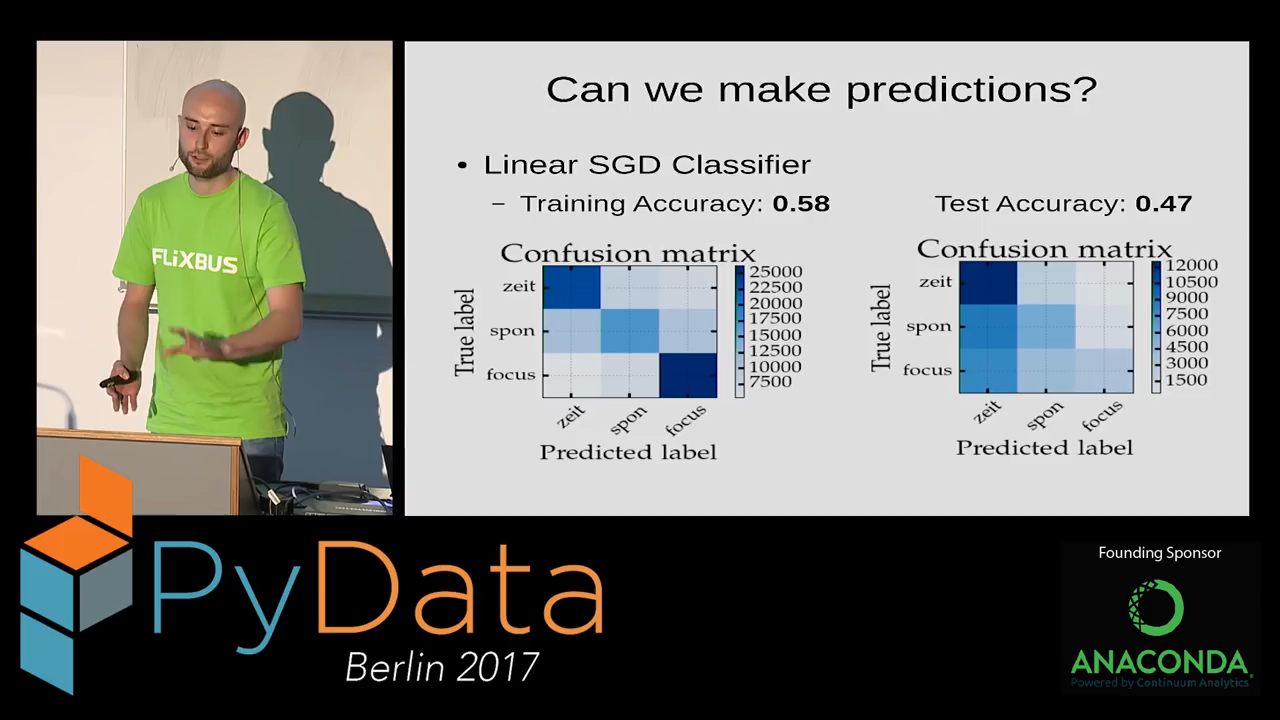 Can we make predictions?
• Linear SGD Classifier
– Training Accuracy: 0.58
Test Accuracy: 0.47
Confusion matrix
True label
zeit
spon
focus
zeit
spon
focus
Predicted label
25000
22500
20000
17500
15000
12500
10000
7500
Confusion matrix
True label
zeit
spon
focus
zeit
spon
focus
Predicted label
12000
10500
9000
7500
6000
4500
3000
1500
FLiXBUS
PyData
Berlin 2017
Founding Sponsor
ANACONDA
Powered by Continuum Analytics